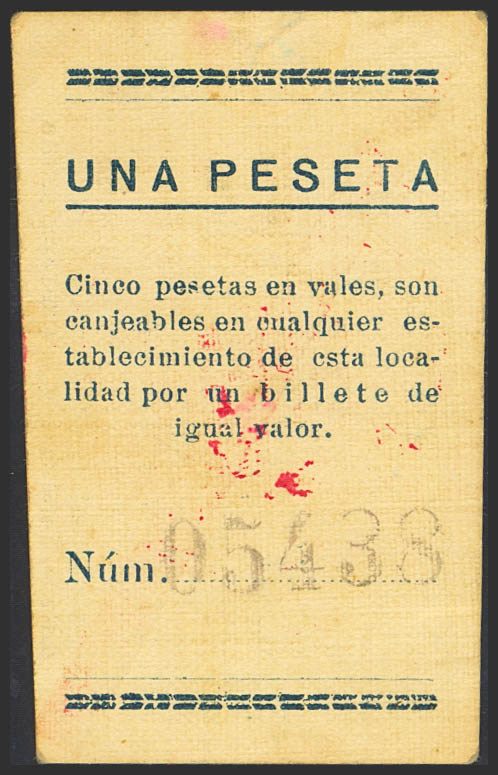 UNA PESETA
Cinco pesetas en vales, son
canjeables en cualquier es-
tablecimiento de esta loca-
lidad por un billete de
igual valor.
Núm. 05438